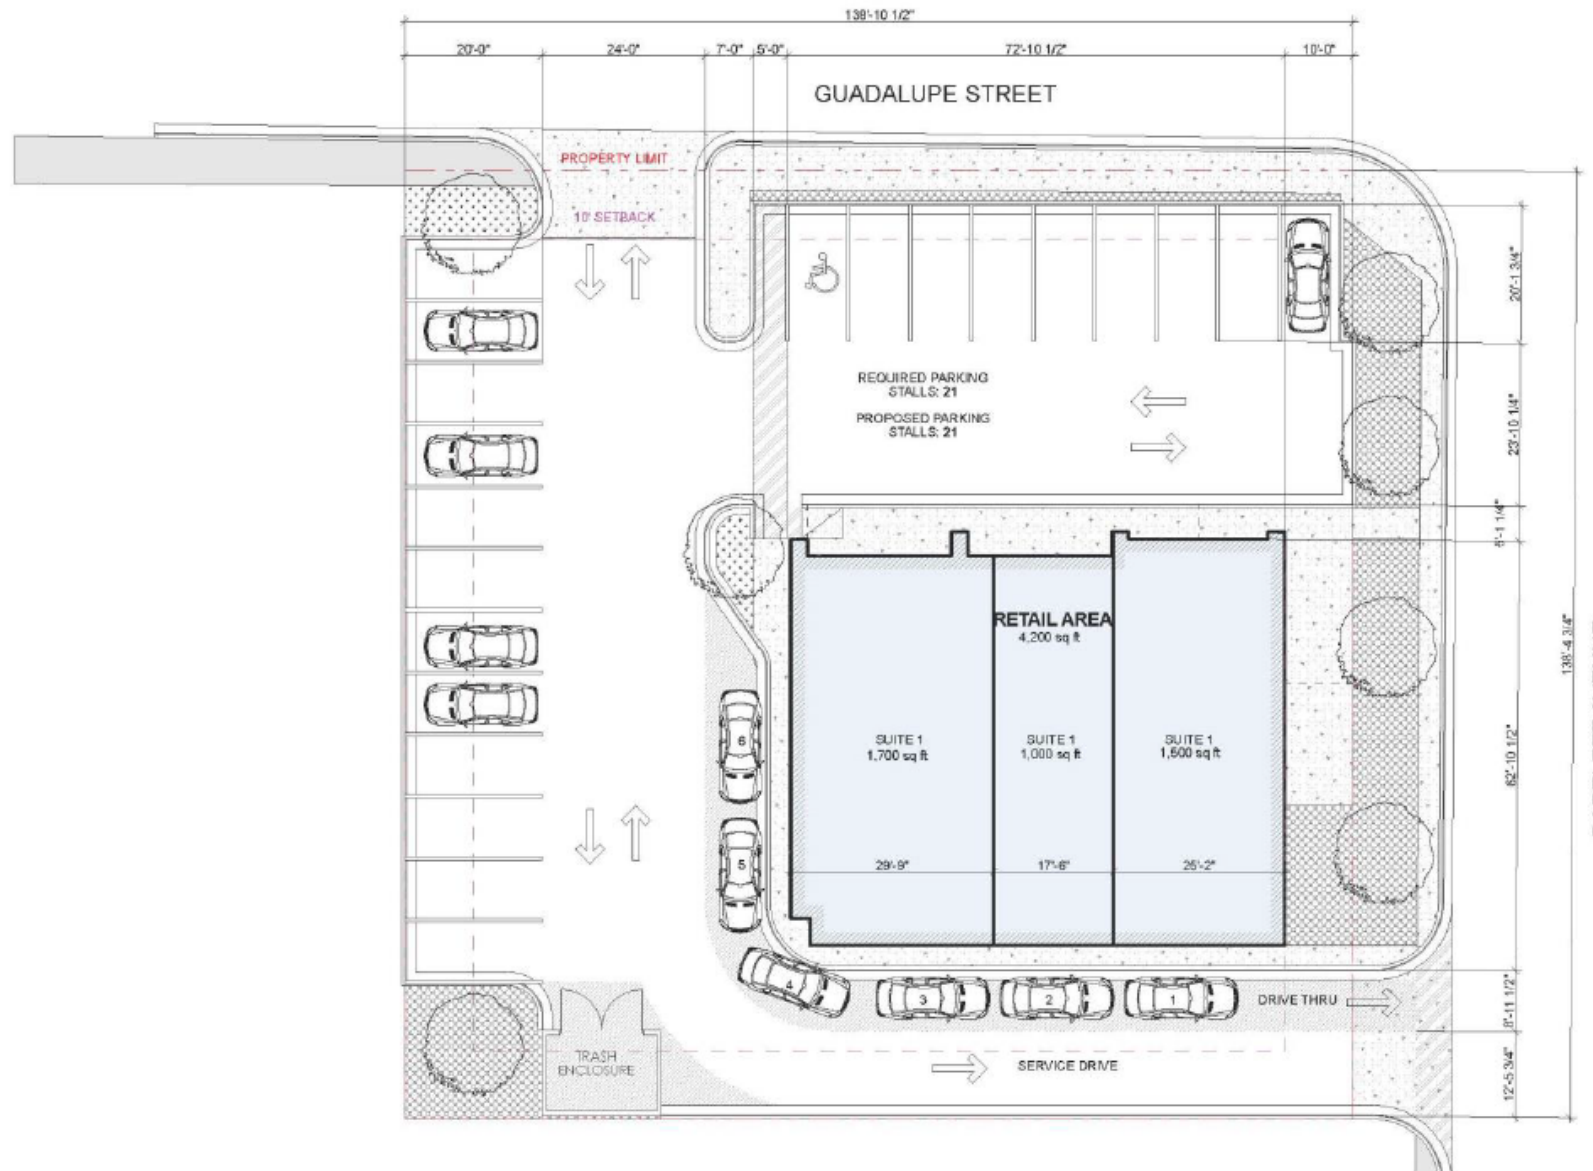 138'-10 1/2"
20'-0"
24'-0"
7'-0"
5'-0"
72'-10 1/2"
10'-0"
GUADALUPE STREET
PROPERTY LIMIT
10' SETBACK
20'-1 3/4"
REQUIRED PARKING
STALLS: 21
PROPOSED PARKING
STALLS: 21
23'-10 1/4"
5'-1 1/4"
RETAIL AREA
4,200 sq ft
138'-4 3/4"
SUITE 1
1,700 sq ft
SUITE 1
1,000 sq ft
SUITE 1
1,500 sq ft
62'-10 1/2"
6
5
29'-9"
17'-6"
25'-2"
4
3
2
1
DRIVE THRU
8'-11 1/2"
TRASH
ENCLOSURE
SERVICE DRIVE
12'-5 3/4"